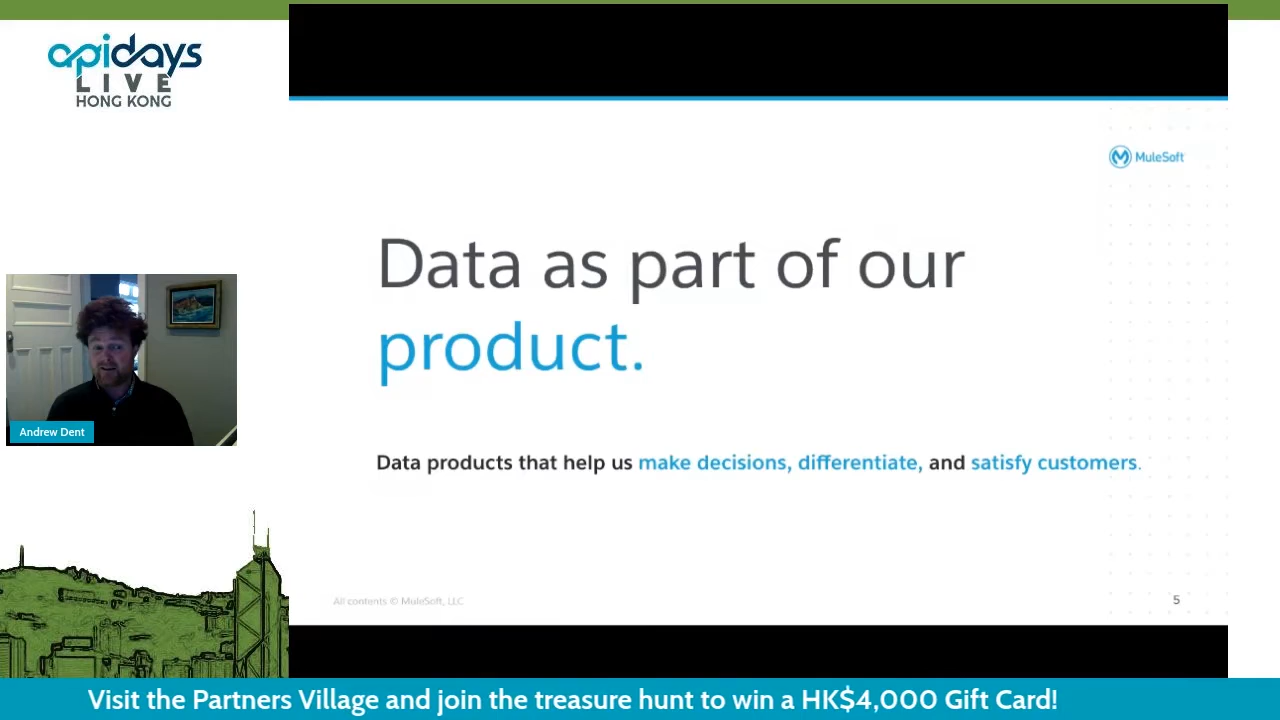 apidays
LIVE
HONG KONG
MuleSoft
Data as part of our
product.
Data products that help us make decisions, differentiate, and satisfy customers.
Andrew Dent
All contents © MuleSoft, LLC
5
Visit the Partners Village and join the treasure hunt to win a HK$4,000 Gift Card!